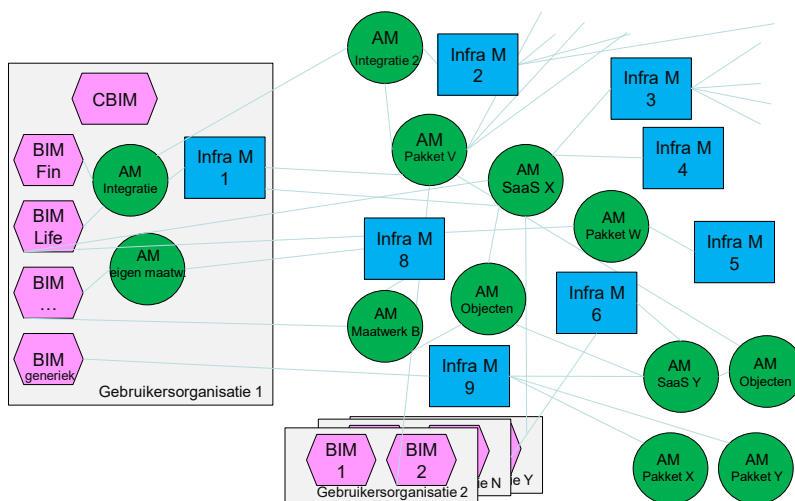 AM
Integratie 2
Infra M
2
Infra M
3
CBIM
BIM
Fin
AM
Integratie
Infra M
1
AM
Pakket V
AM
SaaS X
Infra M
4
BIM
Life
AM
Pakket W
AM
eigen maatw.
Infra M
8
Infra M
5
BIM
...
AM
Objecten
Infra M
6
AM
Maatwerk B
BIM
generiek
Infra M
9
AM
SaaS Y
AM
Objecten
Gebruikersorganisatie 1
BIM
1
BIM
2
Gebruikersorganisatie 2
ie N
ie Y
AM
Pakket X
AM
Pakket Y